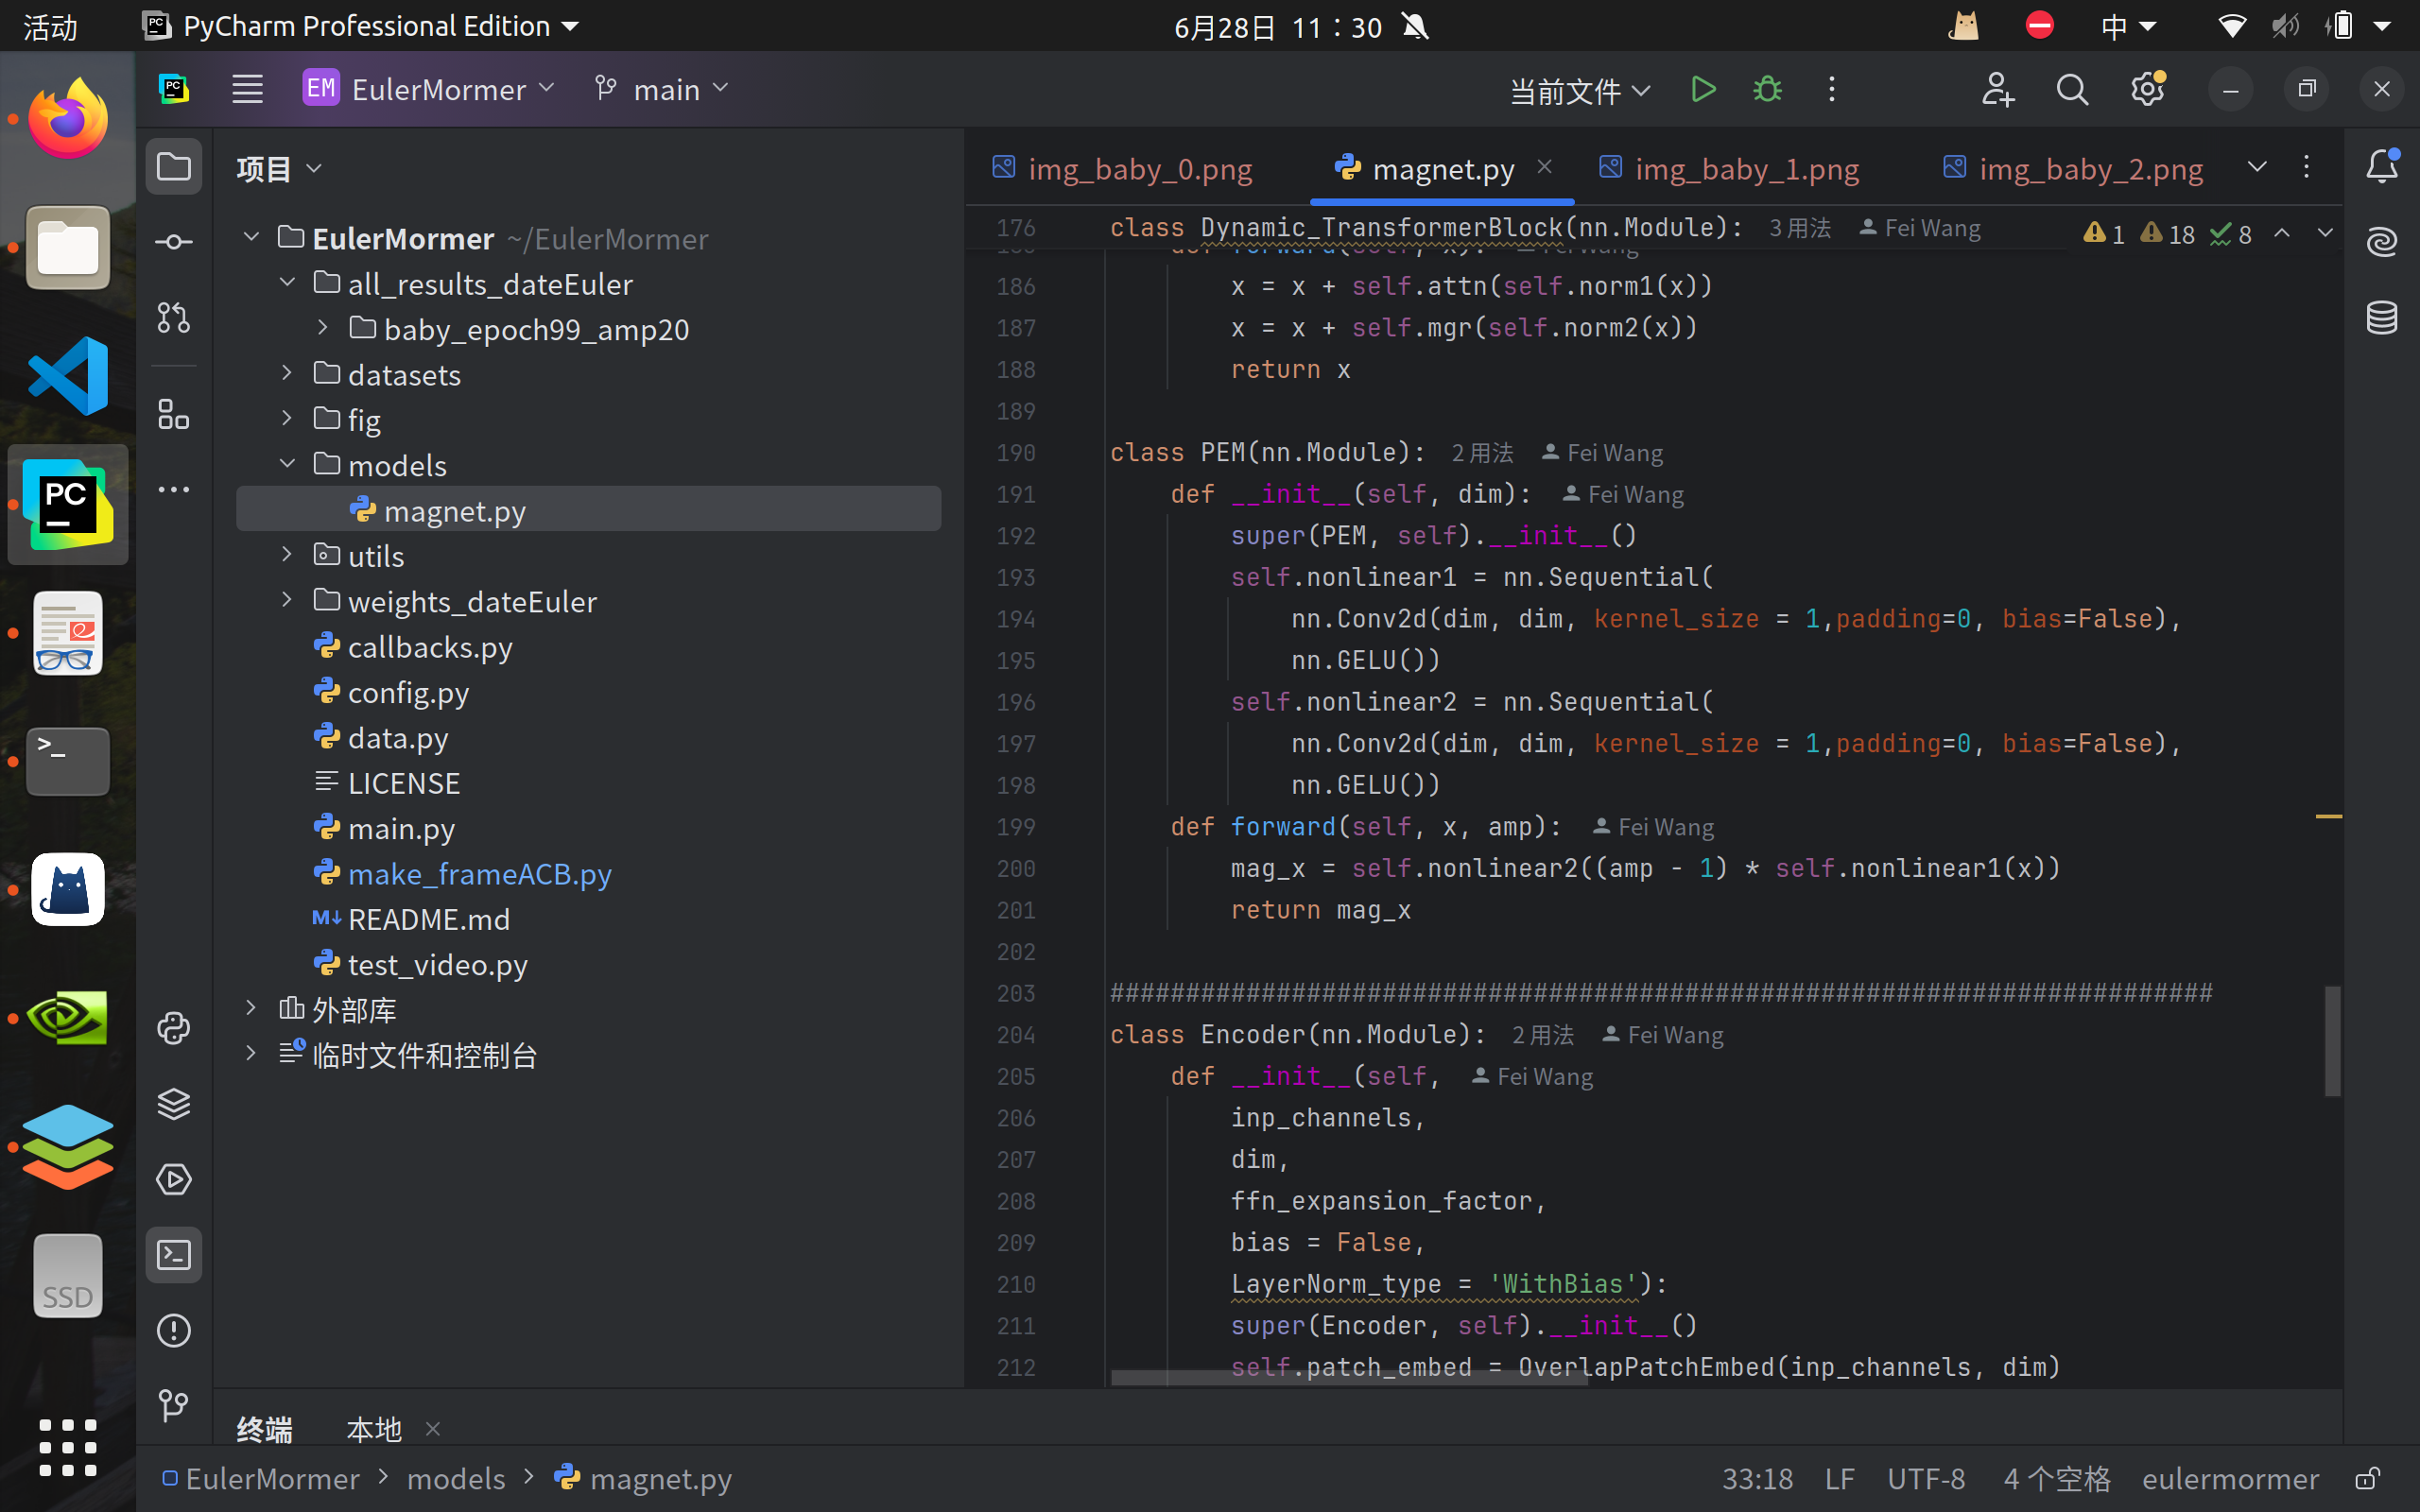 活动
PyCharm Professional Edition
6月28日 11：30
中
EM EulerMormer
main
当前文件
项目
EulerMormer ~/EulerMormer
all_results_dateEuler
baby_epoch99_amp20
datasets
fig
models
magnet.py
utils
weights_dateEuler
callbacks.py
config.py
data.py
LICENSE
main.py
make_frameACB.py
README.md
test_video.py
外部库
临时文件和控制台
img_baby_0.png
magnet.py
img_baby_1.png
img_baby_2.png
1 18 8
176 class Dynamic_TransformerBlock(nn.Module): 3 用法 Fei Wang
186 x = x + self.attn(self.norm1(x))
187 x = x + self.mgr(self.norm2(x))
188 return x
189
190 class PEM(nn.Module): 2 用法 Fei Wang
191 def __init__(self, dim): Fei Wang
192 super(PEM, self).__init__()
193 self.nonlinear1 = nn.Sequential(
194 nn.Conv2d(dim, dim, kernel_size = 1,padding=0, bias=False),
195 nn.GELU())
196 self.nonlinear2 = nn.Sequential(
197 nn.Conv2d(dim, dim, kernel_size = 1,padding=0, bias=False),
198 nn.GELU())
199 def forward(self, x, amp): Fei Wang
200 mag_x = self.nonlinear2((amp - 1) * self.nonlinear1(x))
201 return mag_x
202
203 #########################################################################
204 class Encoder(nn.Module): 2 用法 Fei Wang
205 def __init__(self, Fei Wang
206 inp_channels,
207 dim,
208 ffn_expansion_factor,
209 bias = False,
210 LayerNorm_type = 'WithBias'):
211 super(Encoder, self).__init__()
212 self.patch_embed = OverlapPatchEmbed(inp_channels, dim)
PC
>_
SSD
终端
本地
EulerMormer > models > magnet.py
33:18 LF UTF-8 4 个空格 eulermormer